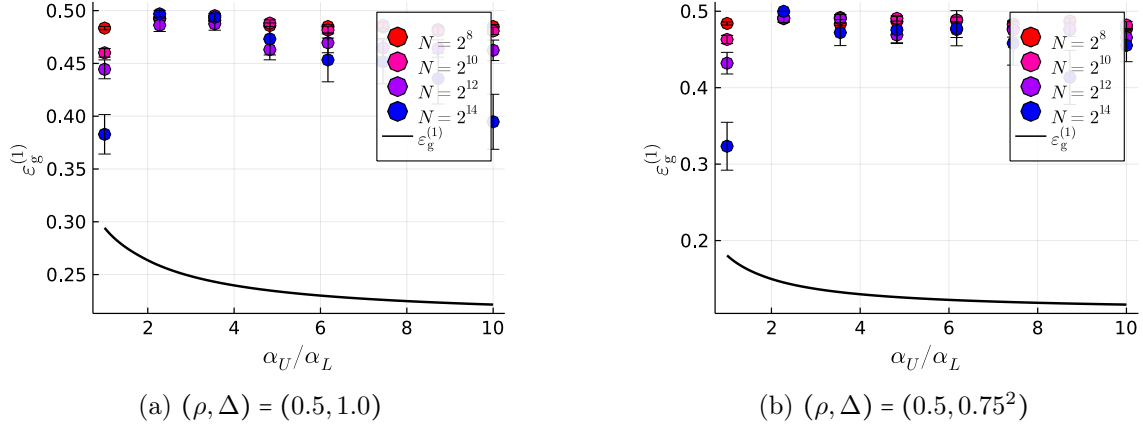 0.50
0.45
0.40
0.35
0.30
0.25
2 4 6 8 10
ε_g^(1)
α_U/α_L
N = 2^8
N = 2^10
N = 2^12
N = 2^14
ε_g^(1)
(a) (ρ, Δ) = (0.5, 1.0)
0.5
0.4
0.3
0.2
2 4 6 8 10
ε_g^(1)
α_U/α_L
N = 2^8
N = 2^10
N = 2^12
N = 2^14
ε_g^(1)
(b) (ρ, Δ) = (0.5, 0.75^2)